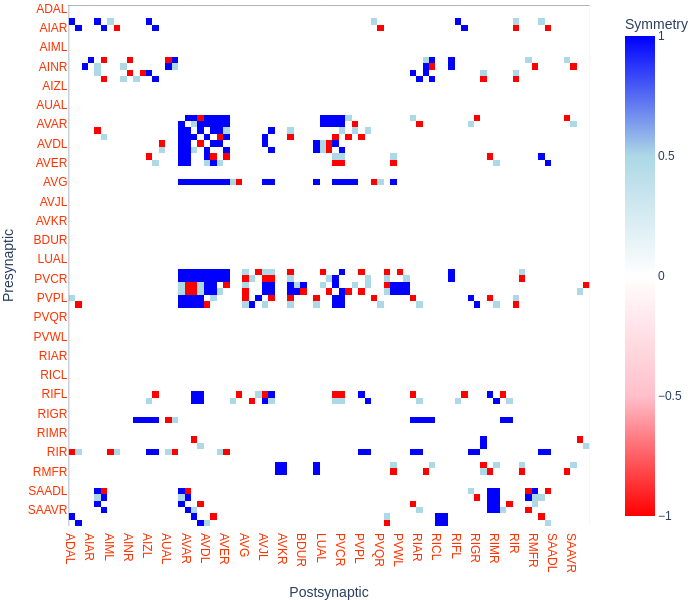 Symmetry
1
0.5
0
−0.5
−1
Presynaptic
ADAL
AIAR
AIML
AINR
AIZL
AUAL
AVAR
AVDL
AVER
AVG
AVJL
AVKR
BDUR
LUAL
PVCR
PVPL
PVQR
PVWL
RIAR
RICL
RIFL
RIGR
RIMR
RIR
RMFR
SAADL
SAAVR
ADAL
AIAR
AIML
AINR
AIZL
AUAL
AVAR
AVDL
AVER
AVG
AVJL
AVKR
BDUR
LUAL
PVCR
PVPL
PVQR
PVWL
RIAR
RICL
RIFL
RIGR
RIMR
RIR
RMFR
SAADL
SAAVR
Postsynaptic